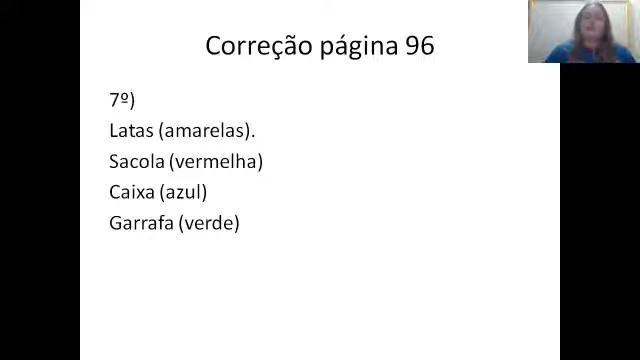 Correção página 96
7º)
Latas (amarelas).
Sacola (vermelha)
Caixa (azul)
Garrafa (verde)